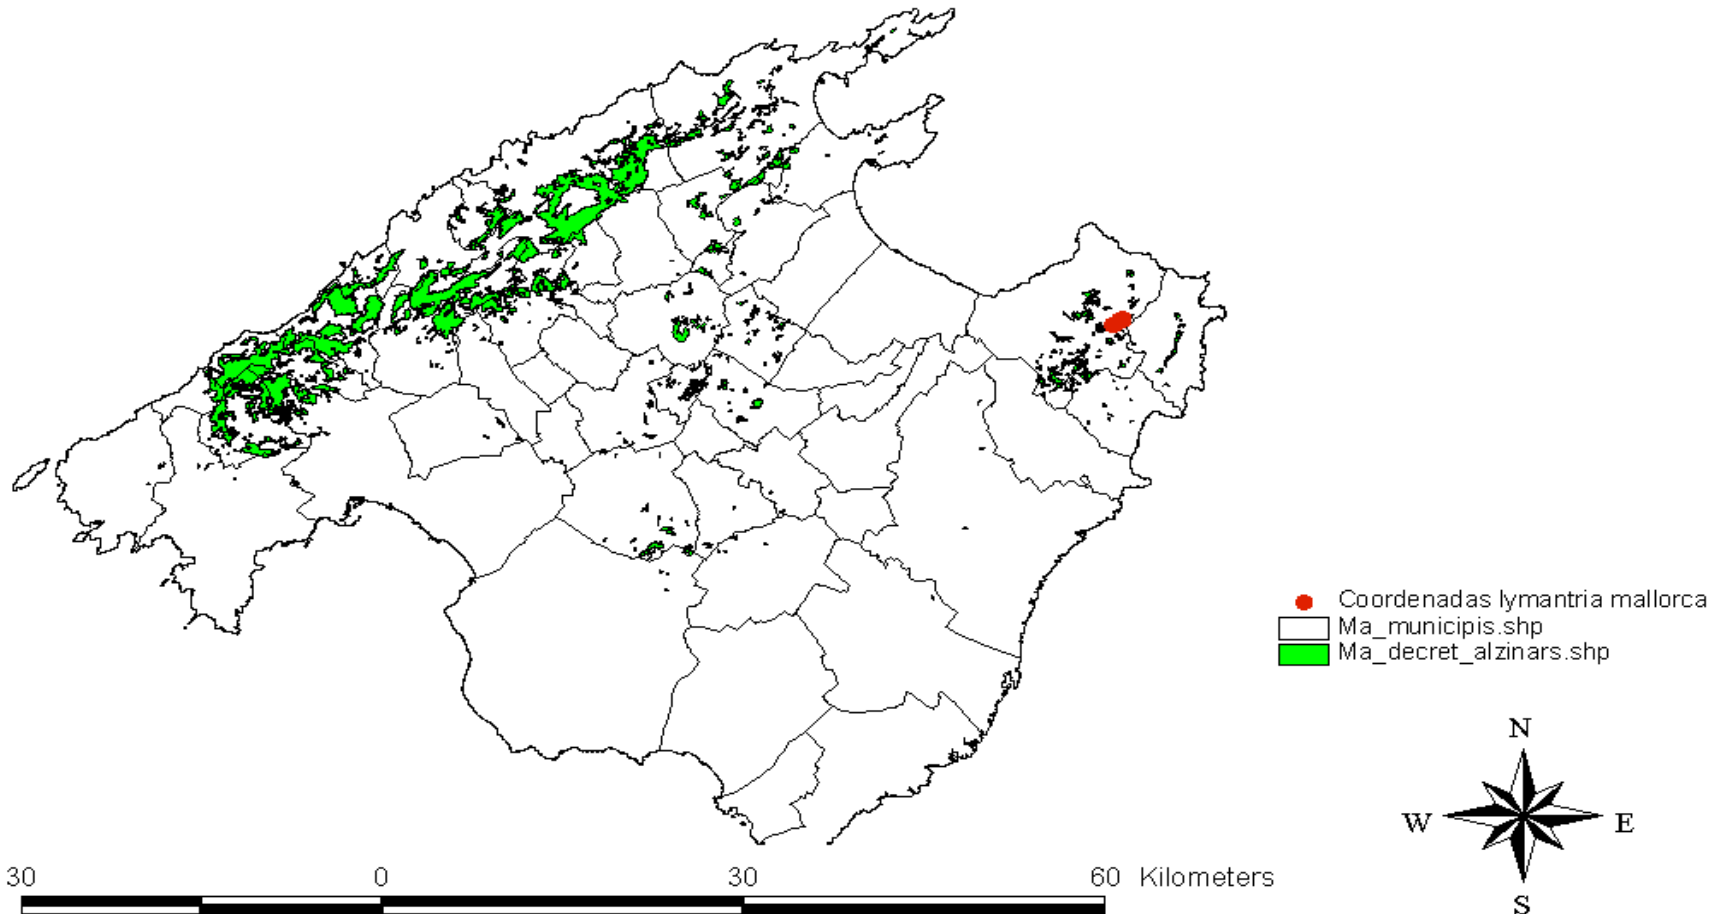 Coordenadas lymantria mallorca
Ma_municipis.shp
Ma_decret_alzinars.shp
N
W E
S
30 0 30 60 Kilometers